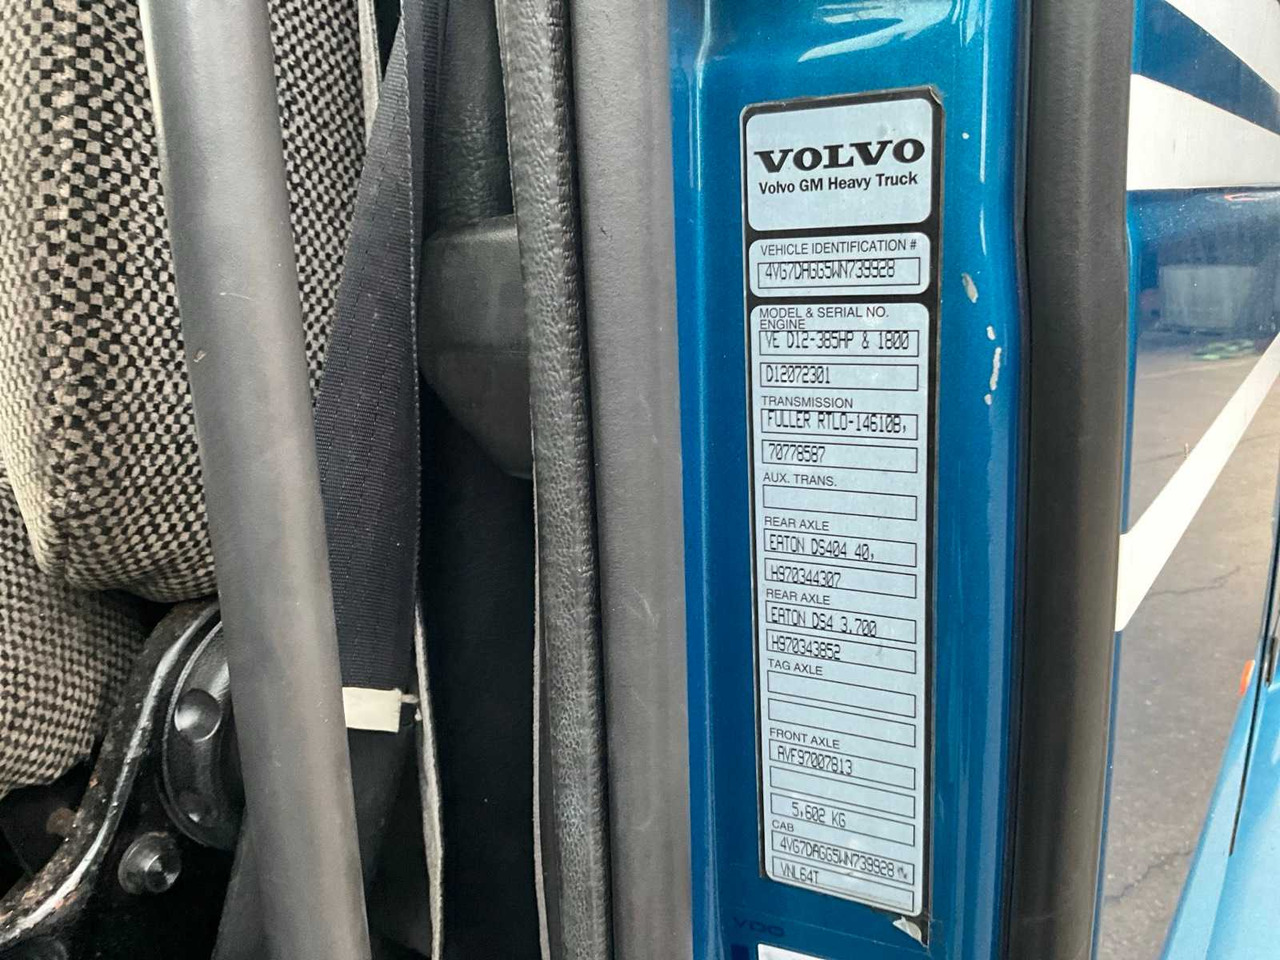 VOLVO
Volvo GM Heavy Truck
VEHICLE IDENTIFICATION #
4VG7DAGG5WN739928
MODEL & SERIAL NO.
ENGINE
VE D12-385HP & 1800
D12072301
TRANSMISSION
FULLER RTLO-14610B,
70778587
AUX. TRANS.
REAR AXLE
EATON DS404 40,
H970344307
REAR AXLE
EATON DS4 3.700
H970343852
TAG AXLE
FRONT AXLE
AVF97007813
5,602 KG
CAB
4VG7DAGG5WN739928
VNL64T